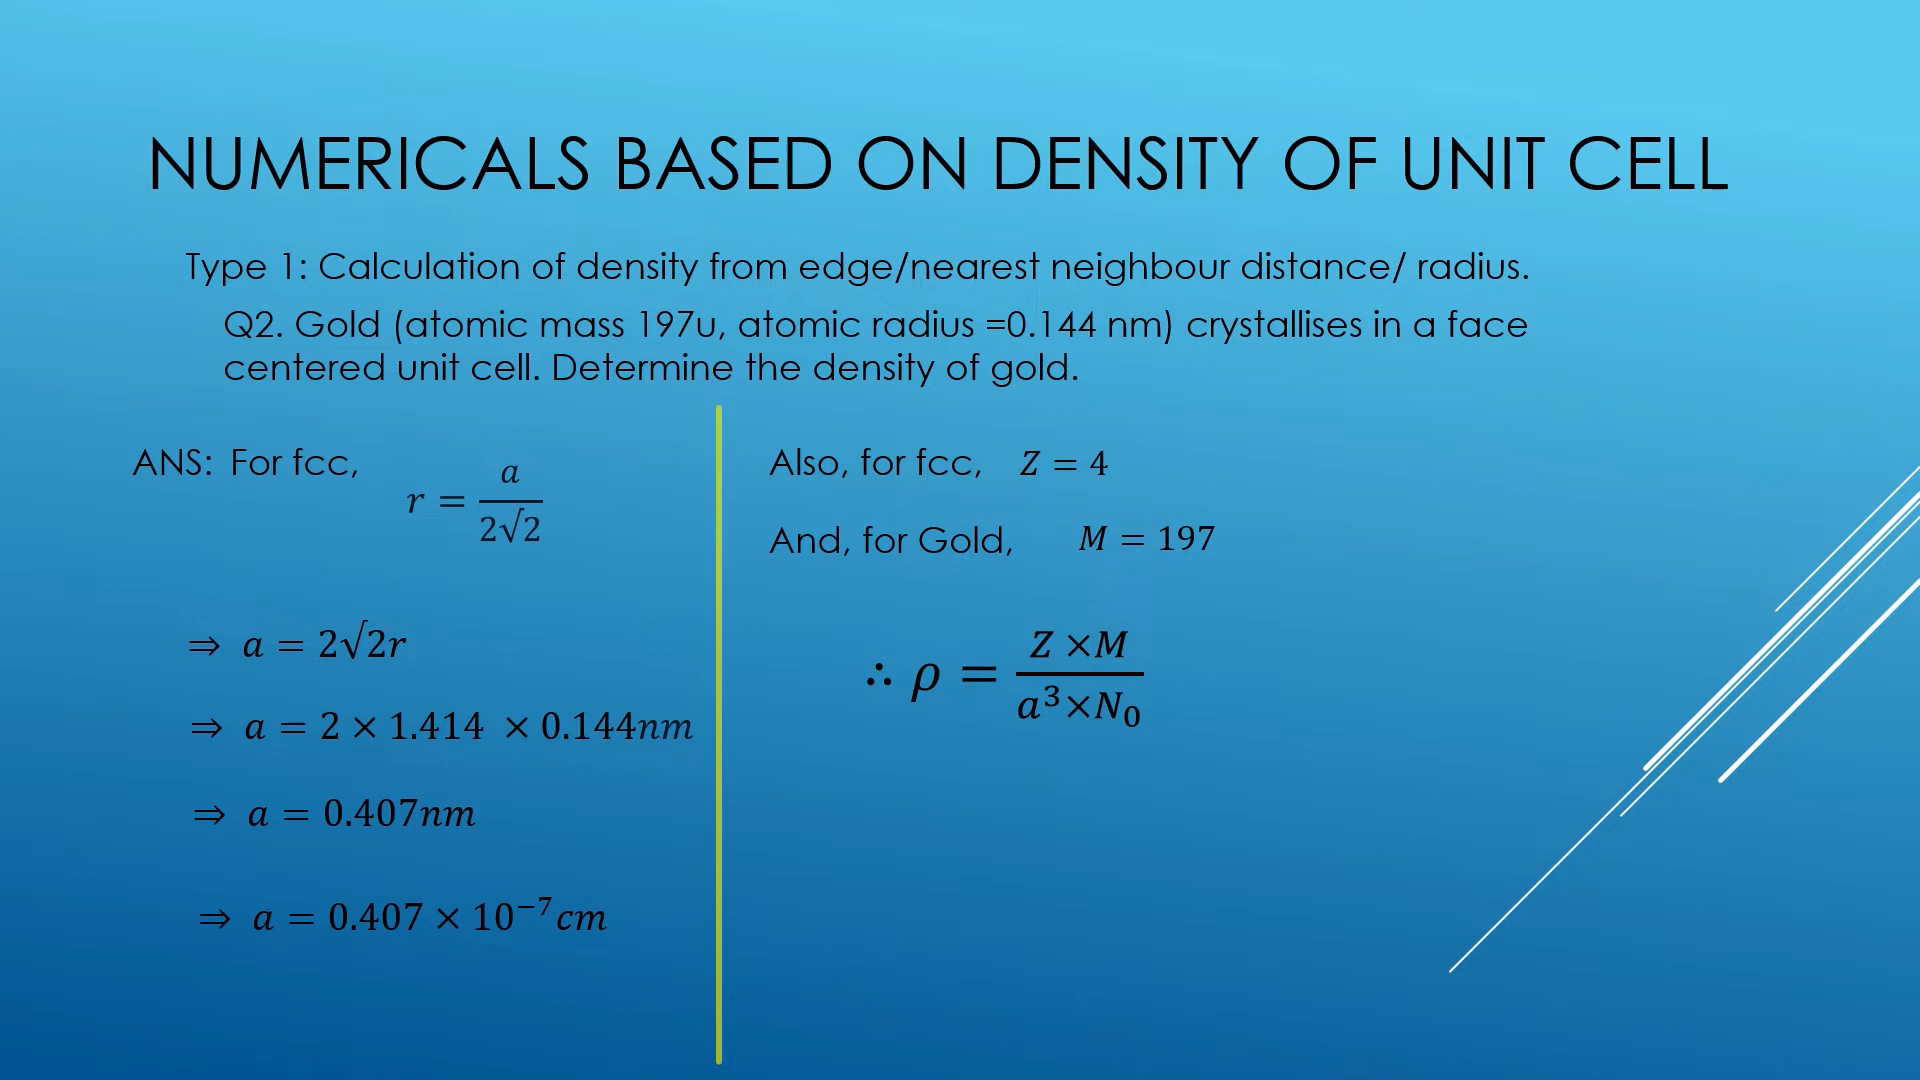 NUMERICALS BASED ON DENSITY OF UNIT CELL
Type 1: Calculation of density from edge/nearest neighbour distance/ radius.
Q2. Gold (atomic mass 197u, atomic radius =0.144 nm) crystallises in a face
centered unit cell. Determine the density of gold.
ANS: For fcc,
r = a/2√2
⇒ a = 2√2r
⇒ a = 2 × 1.414 × 0.144nm
⇒ a = 0.407nm
⇒ a = 0.407 × 10⁻⁷cm
Also, for fcc, Z = 4
And, for Gold, M = 197
∴ ρ = Z ×M/a³×N₀